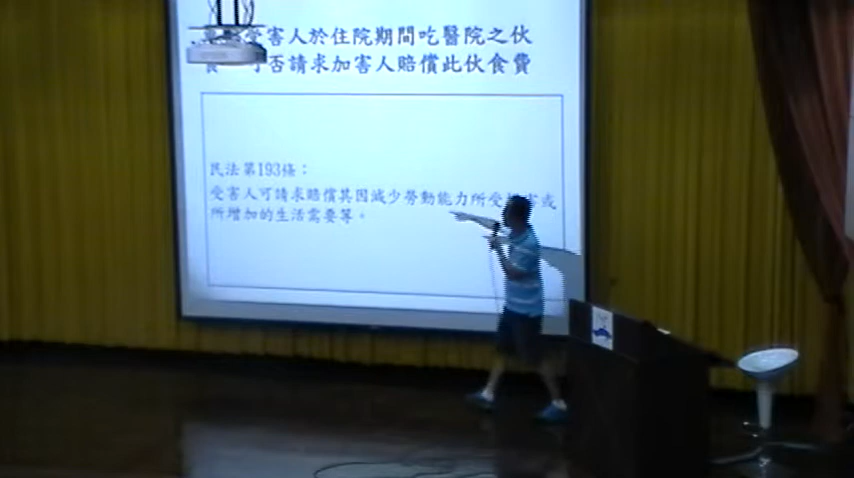 受害人於住院期間吃醫院之伙
否請求加害人賠償此伙食費
民法第193條：
受害人可請求賠償其因減少勞動能力所受害或
所增加的生活需要等。